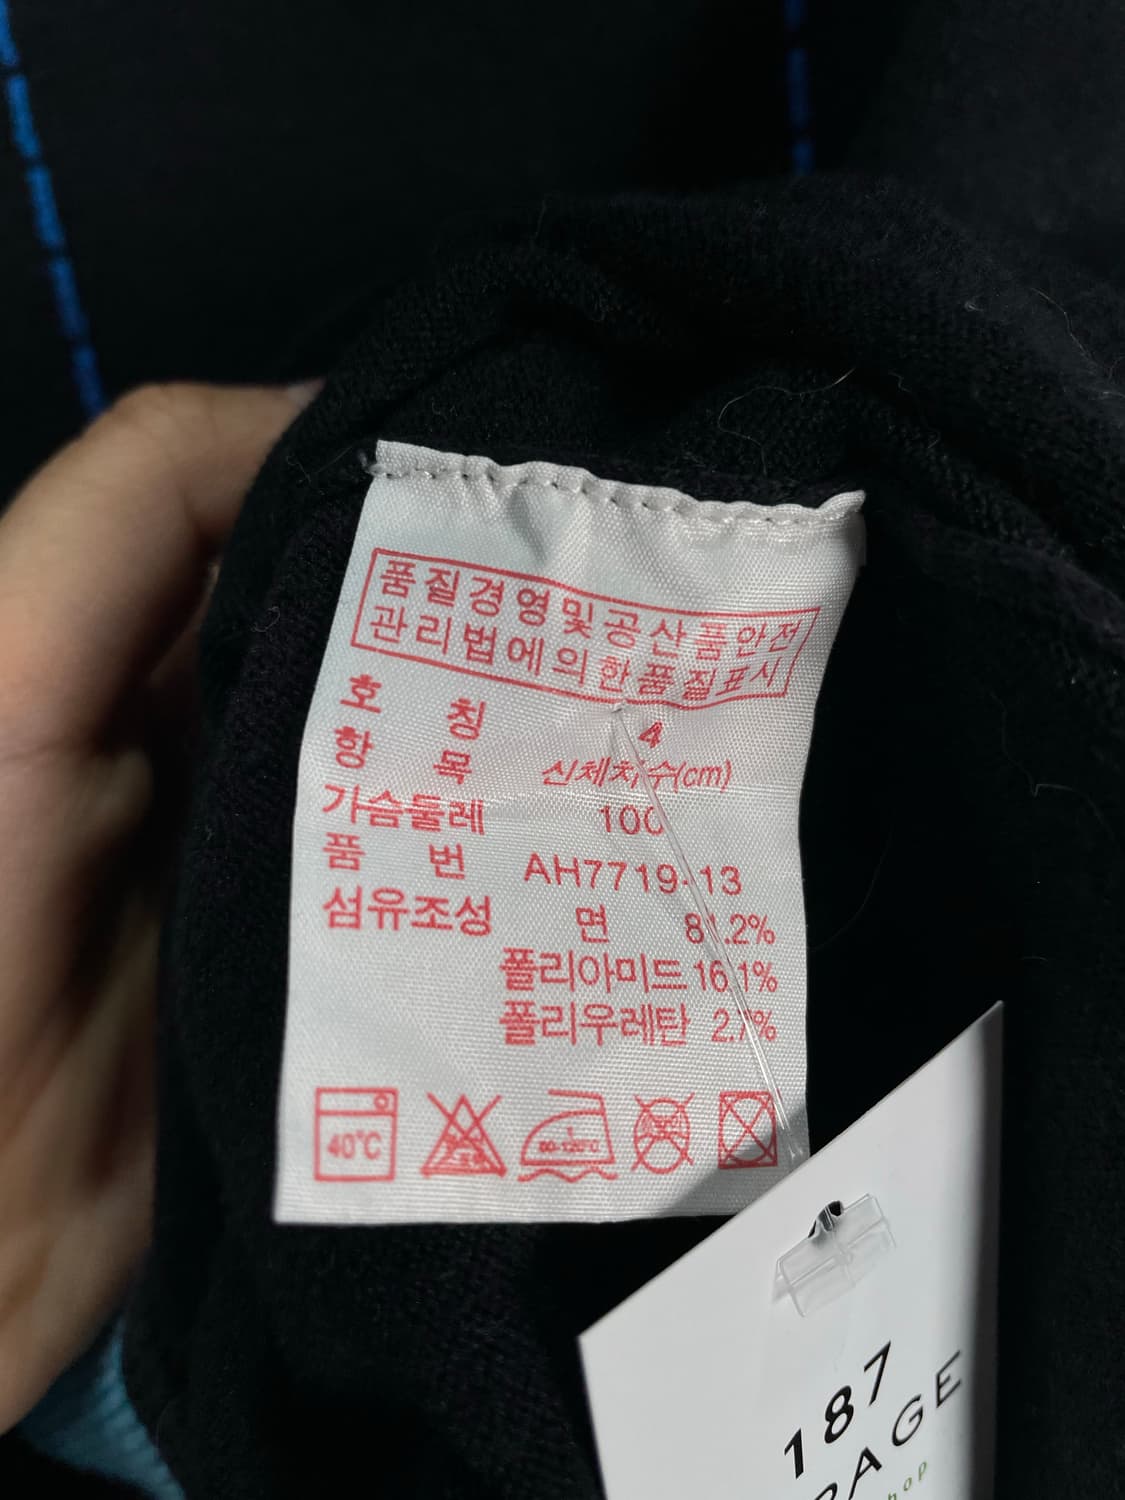 품질경영및공산품안전
관리법에의한품질표시
호 칭 4
항 목 신체치수(cm)
가슴둘레 100
품 번 AH7719-13
섬유조성 면 81.2%
폴리아미드 16.1%
폴리우레탄 2.7%
40℃
80-120℃
187